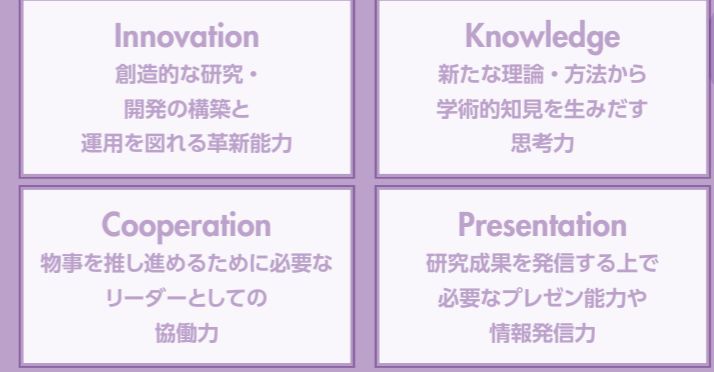 Innovation
創造的な研究・
開発の構築と
運用を図れる革新能力
Knowledge
新たな理論・方法から
学術的知見を生みだす
思考力
Cooperation
物事を推し進めるために必要な
リーダーとしての
協働力
Presentation
研究成果を発信する上で
必要なプレゼン能力や
情報発信力